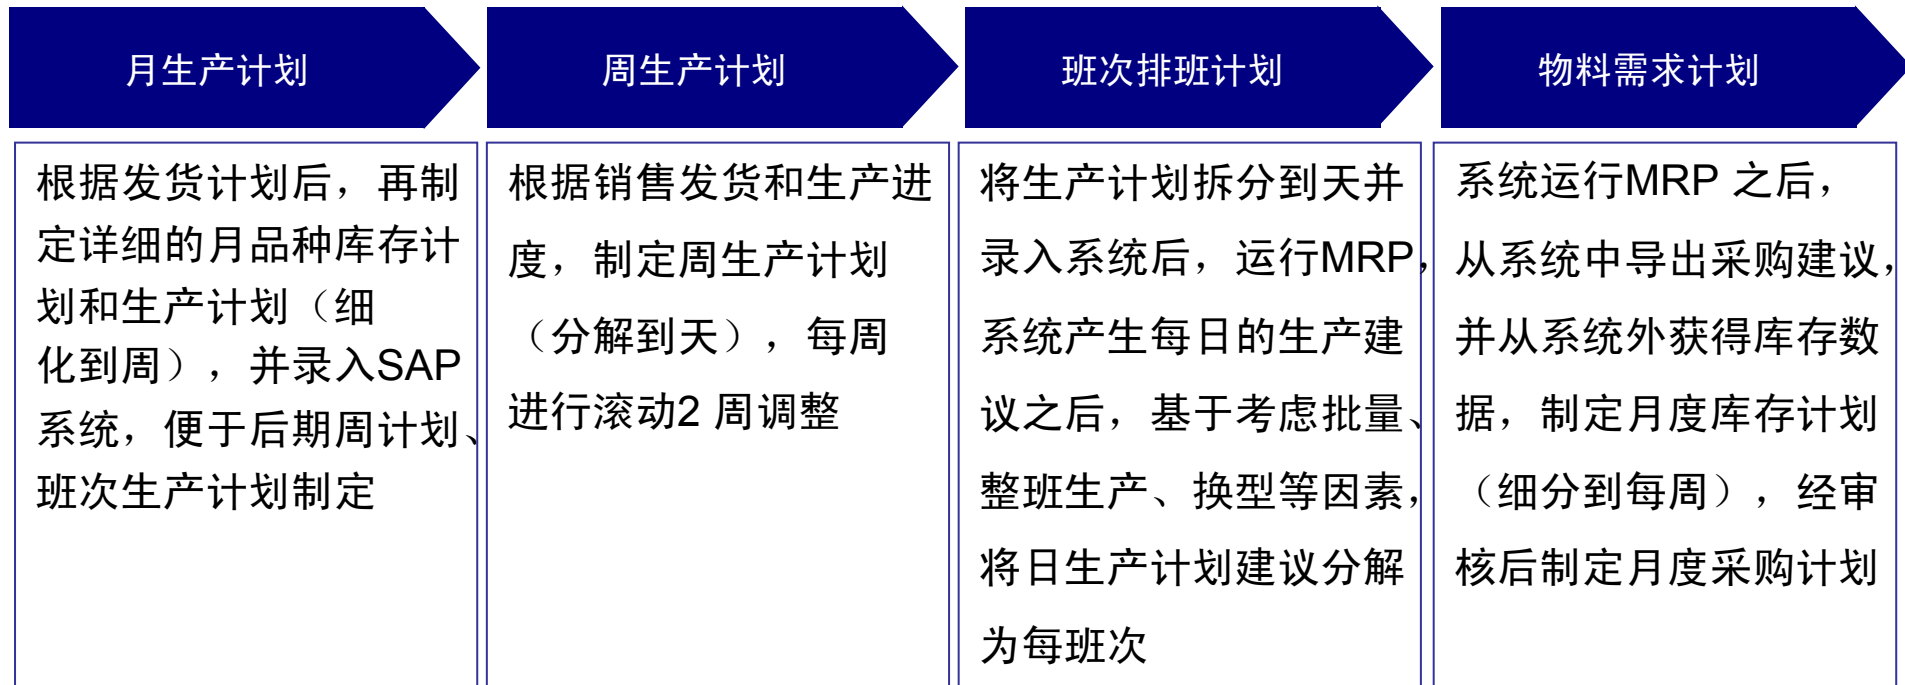 月生产计划
周生产计划
班次排班计划
物料需求计划
根据发货计划后，再制
定详细的月品种库存计
划和生产计划（细
化到周），并录入SAP
系统，便于后期周计划、
班次生产计划制定
根据销售发货和生产进
度，制定周生产计划
（分解到天），每周
进行滚动2 周调整
将生产计划拆分到天并
录入系统后，运行MRP，
系统产生每日的生产建
议之后，基于考虑批量、
整班生产、换型等因素，
将日生产计划建议分解
为每班次
系统运行MRP 之后，
从系统中导出采购建议，
并从系统外获得库存数
据，制定月度库存计划
（细分到每周），经审
核后制定月度采购计划